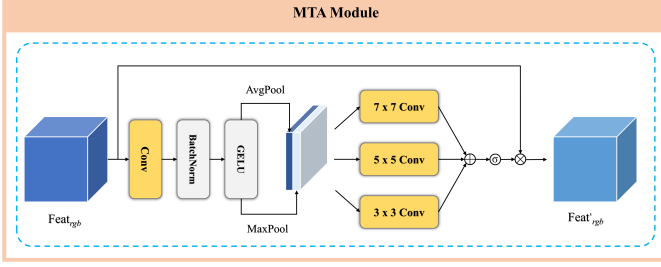 MTA Module
AvgPool
7 x 7 Conv
Conv
BatchNorm
GELU
5 x 5 Conv
σ
3 x 3 Conv
Feat_rgb
MaxPool
Feat'_rgb